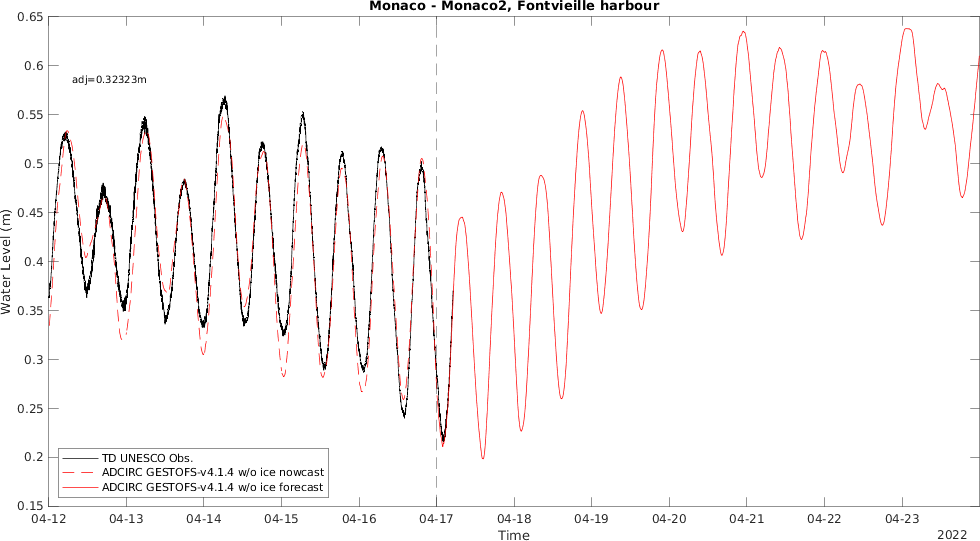 Monaco - Monaco2, Fontvieille harbour
0.65
0.6
0.55
0.5
0.45
0.4
0.35
0.3
0.25
0.2
0.15
Water Level (m)
adj=0.32323m
TD UNESCO Obs.
ADCIRC GESTOFS-v4.1.4 w/o ice nowcast
ADCIRC GESTOFS-v4.1.4 w/o ice forecast
04-12 04-13 04-14 04-15 04-16 04-17 04-18 04-19 04-20 04-21 04-22 04-23
Time
2022